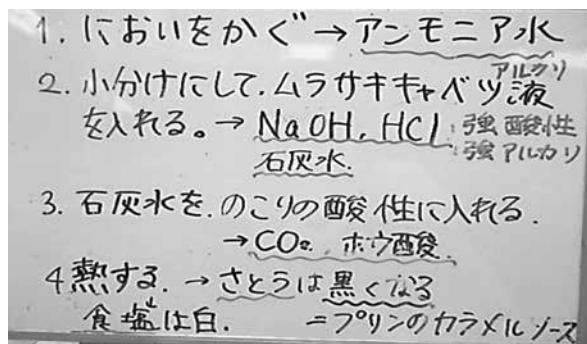 1. においをかぐ → アンモニア水
2. 小分けにして、ムラサキキャベツ液
アルカリ
を入れる。→ NaOH, HCl :強酸性
石灰水 :強アルカリ
3. 石灰水を、のこりの酸性に入れる.
→ CO₂. ホウ酸.
4 熱する. → さとうは黒くなる
食塩は白. =プリンのカラメルソース